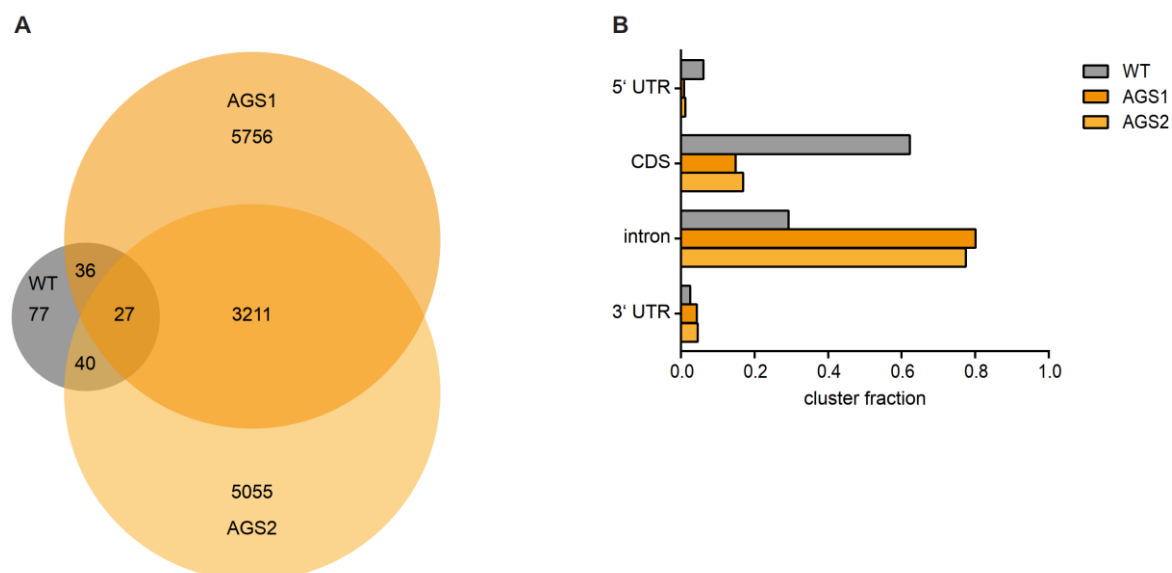 A
AGS1
5756
WT
36
77
27
3211
40
5055
AGS2
B
5‘ UTR
CDS
intron
3‘ UTR
0.0 0.2 0.4 0.6 0.8 1.0
cluster fraction
WT
AGS1
AGS2